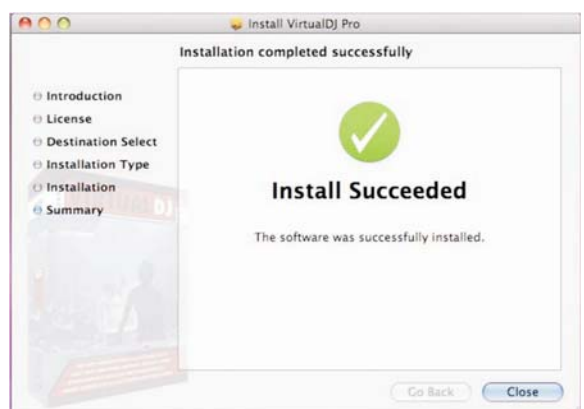 Install VirtualDJ Pro
Installation completed successfully
Introduction
License
Destination Select
Installation Type
Installation
Summary
Install Succeeded
The software was successfully installed.
Go Back
Close